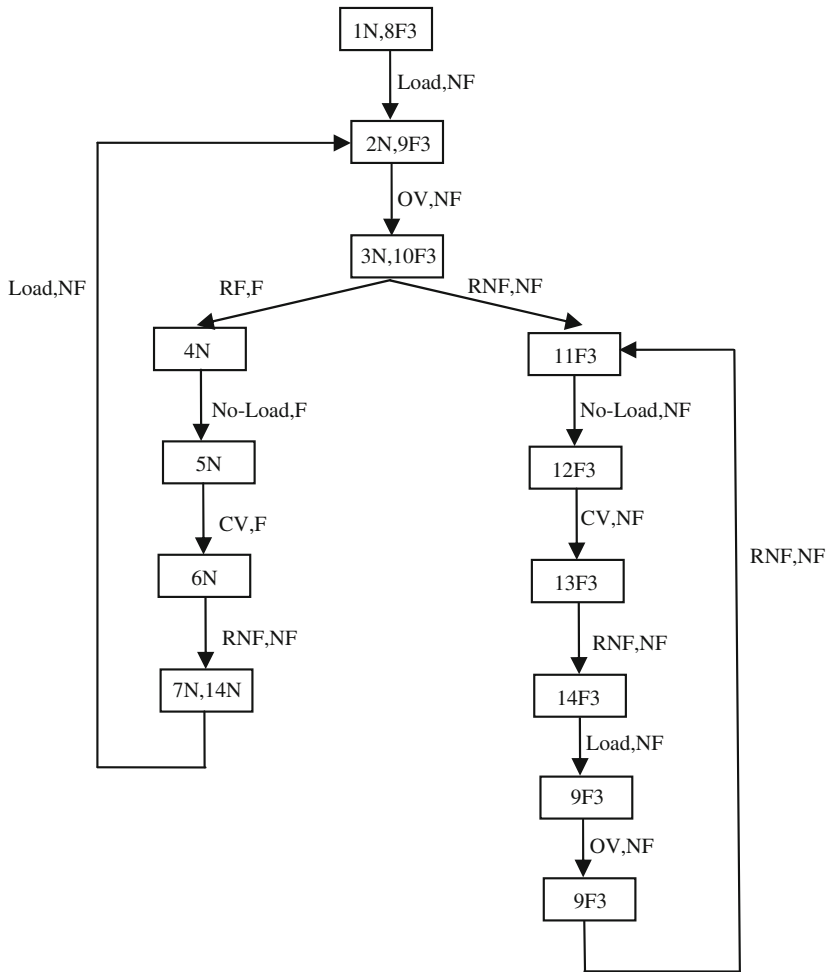 1N,8F3
Load,NF
2N,9F3
OV,NF
3N,10F3
Load,NF
RF,F
RNF,NF
4N
11F3
No-Load,F
No-Load,NF
5N
12F3
CV,F
CV,NF
RNF,NF
6N
13F3
RNF,NF
RNF,NF
7N,14N
14F3
Load,NF
9F3
OV,NF
9F3